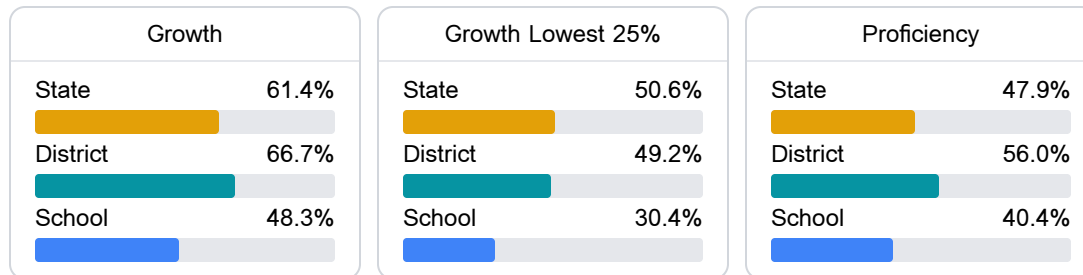 Growth
State 61.4%
District 66.7%
School 48.3%
Growth Lowest 25%
State 50.6%
District 49.2%
School 30.4%
Proficiency
State 47.9%
District 56.0%
School 40.4%